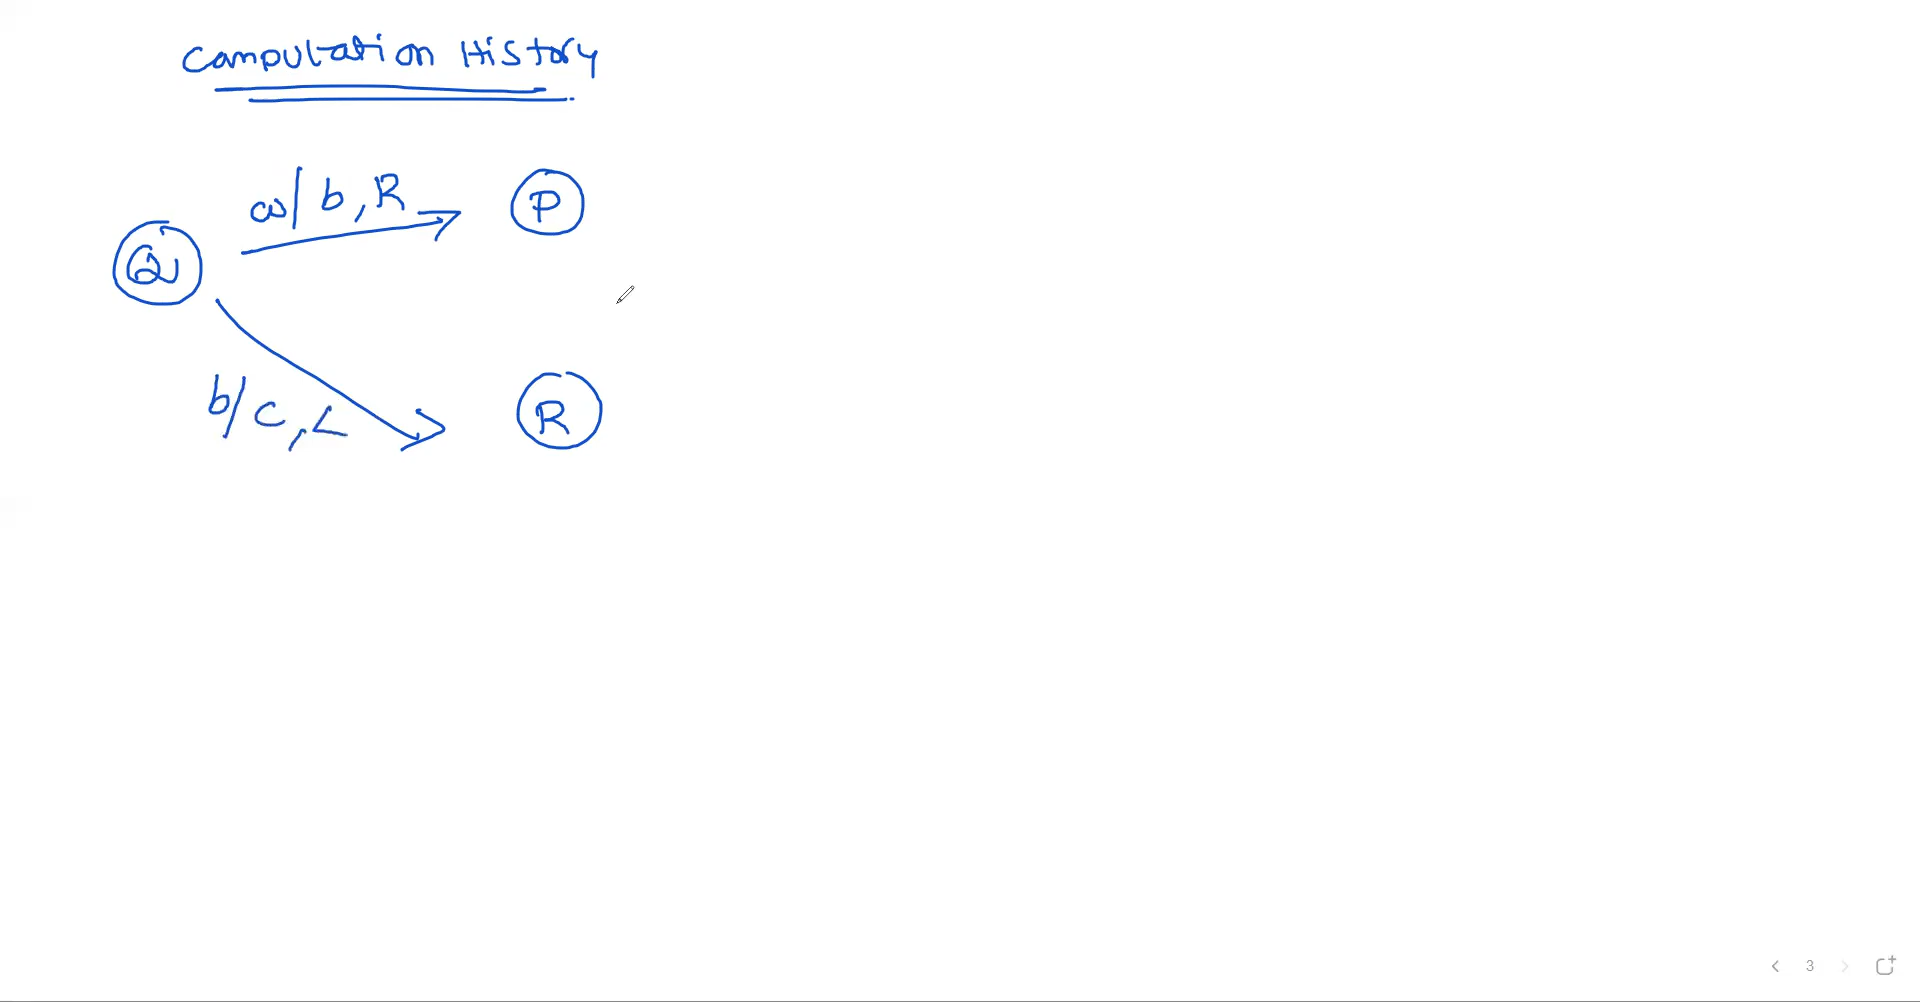 Computation History
a/b,R
P
Q
b/c,L
R
3